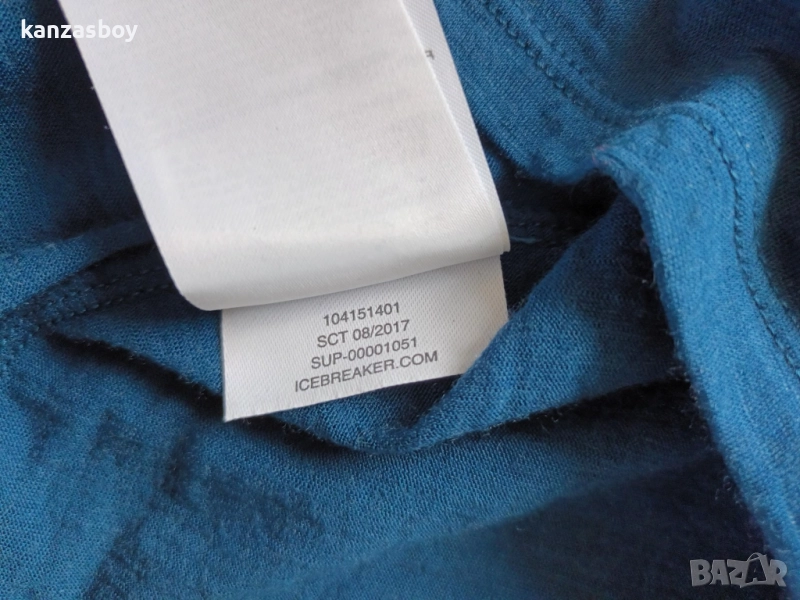 kanzasboy
104151401
SCT 08/2017
SUP-00001051
ICEBREAKER.COM
BAZAR